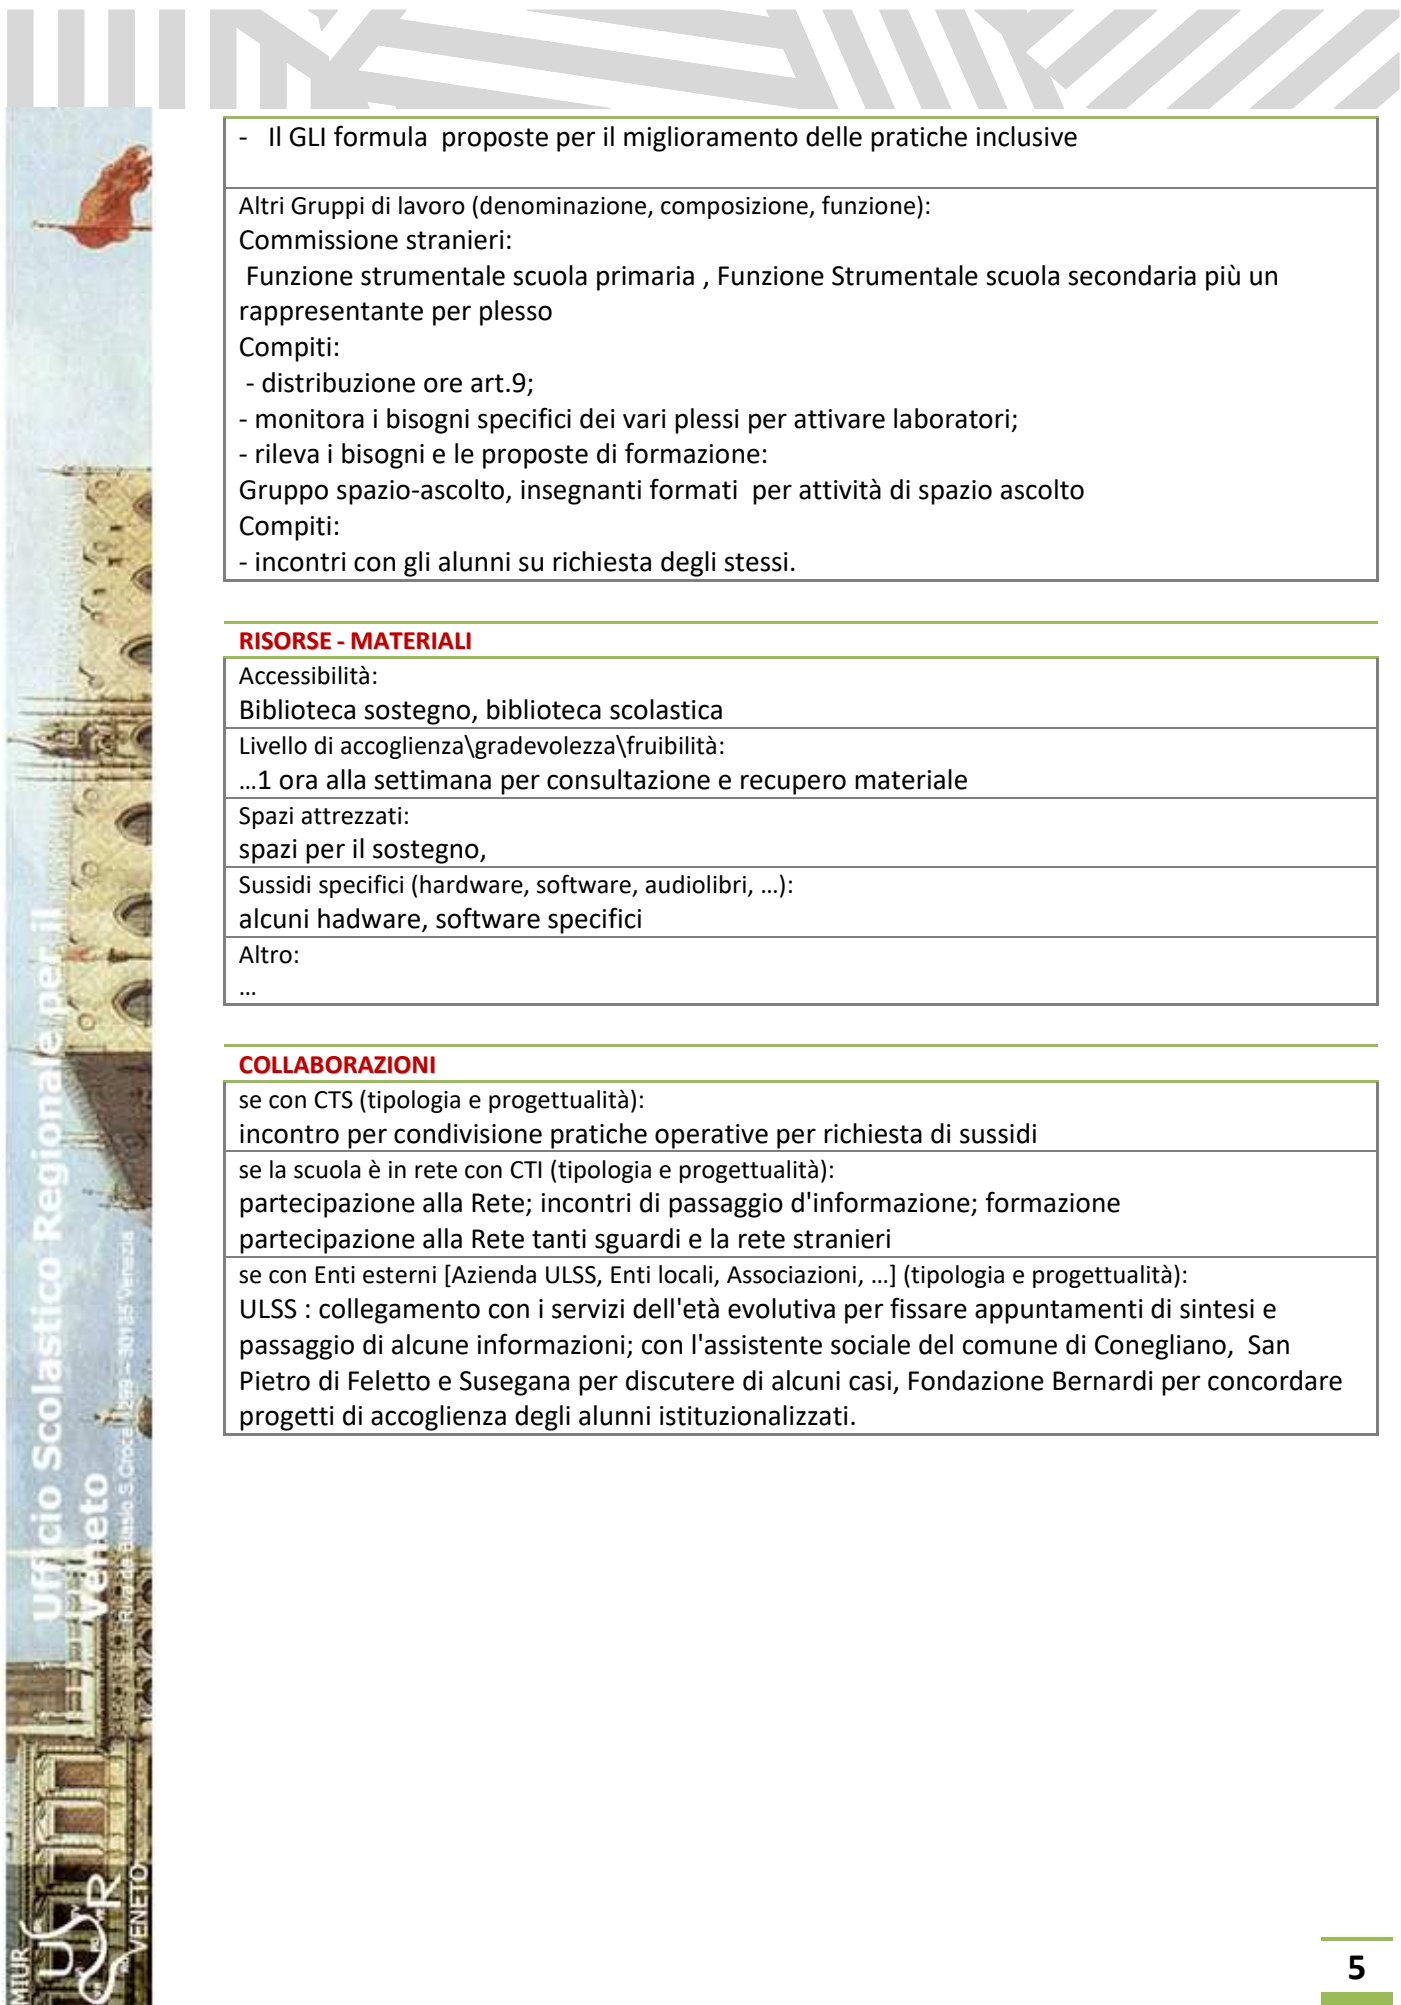 - Il GLI formula  proposte per il miglioramento delle pratiche inclusive
Altri Gruppi di lavoro (denominazione, composizione, funzione):
Commissione stranieri:
Funzione strumentale scuola primaria , Funzione Strumentale scuola secondaria più un
rappresentante per plesso
Compiti:
- distribuzione ore art.9;
- monitora i bisogni specifici dei vari plessi per attivare laboratori;
- rileva i bisogni e le proposte di formazione:
Gruppo spazio-ascolto, insegnanti formati  per attività di spazio ascolto
Compiti:
- incontri con gli alunni su richiesta degli stessi.
RISORSE - MATERIALI
Accessibilità:
Biblioteca sostegno, biblioteca scolastica
Livello di accoglienza\gradevolezza\fruibilità:
…1 ora alla settimana per consultazione e recupero materiale
Spazi attrezzati:
spazi per il sostegno,
Sussidi specifici (hardware, software, audiolibri, …):
alcuni hadware, software specifici
Altro:
…
COLLABORAZIONI
se con CTS (tipologia e progettualità):
incontro per condivisione pratiche operative per richiesta di sussidi
se la scuola è in rete con CTI (tipologia e progettualità):
partecipazione alla Rete; incontri di passaggio d'informazione; formazione
partecipazione alla Rete tanti sguardi e la rete stranieri
se con Enti esterni [Azienda ULSS, Enti locali, Associazioni, …] (tipologia e progettualità):
ULSS : collegamento con i servizi dell'età evolutiva per fissare appuntamenti di sintesi e
passaggio di alcune informazioni; con l'assistente sociale del comune di Conegliano,  San
Pietro di Feletto e Susegana per discutere di alcuni casi, Fondazione Bernardi per concordare
progetti di accoglienza degli alunni istituzionalizzati.
Ufficio Scolastico Regionale per il
Veneto
Riva de Biasio S.Croce 1299 – 30135 Venezia
MIUR
USR
VENETO
5